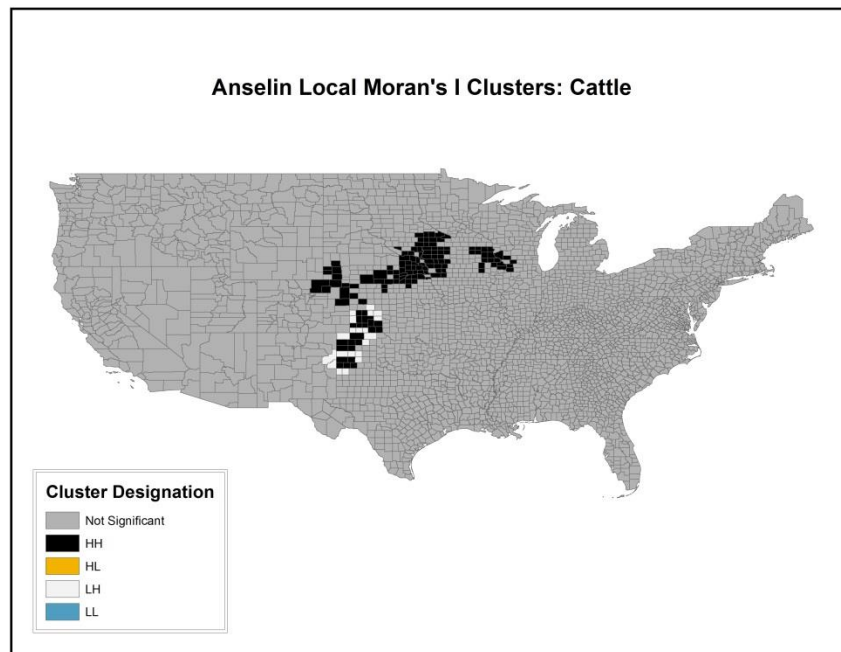 Anselin Local Moran's I Clusters: Cattle
Cluster Designation
Not Significant
HH
HL
LH
LL